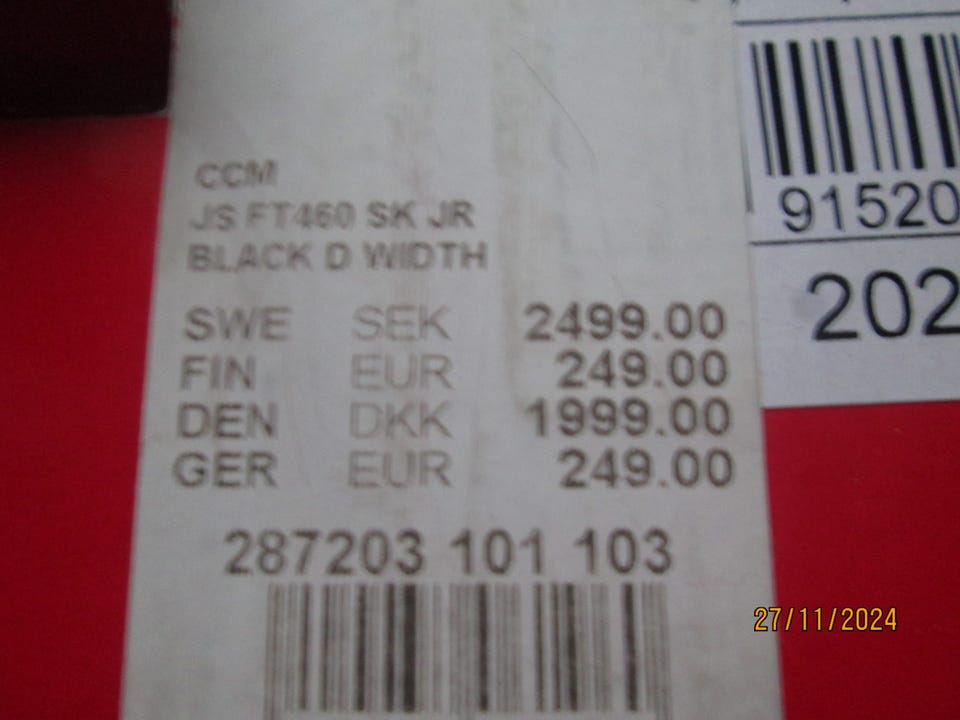 CCM
JS FT460 SK JR
BLACK D WIDTH
SWE SEK 2499.00
FIN EUR 249.00
DEN DKK 1999.00
GER EUR 249.00
287203 101 103
91520
202
27/11/2024